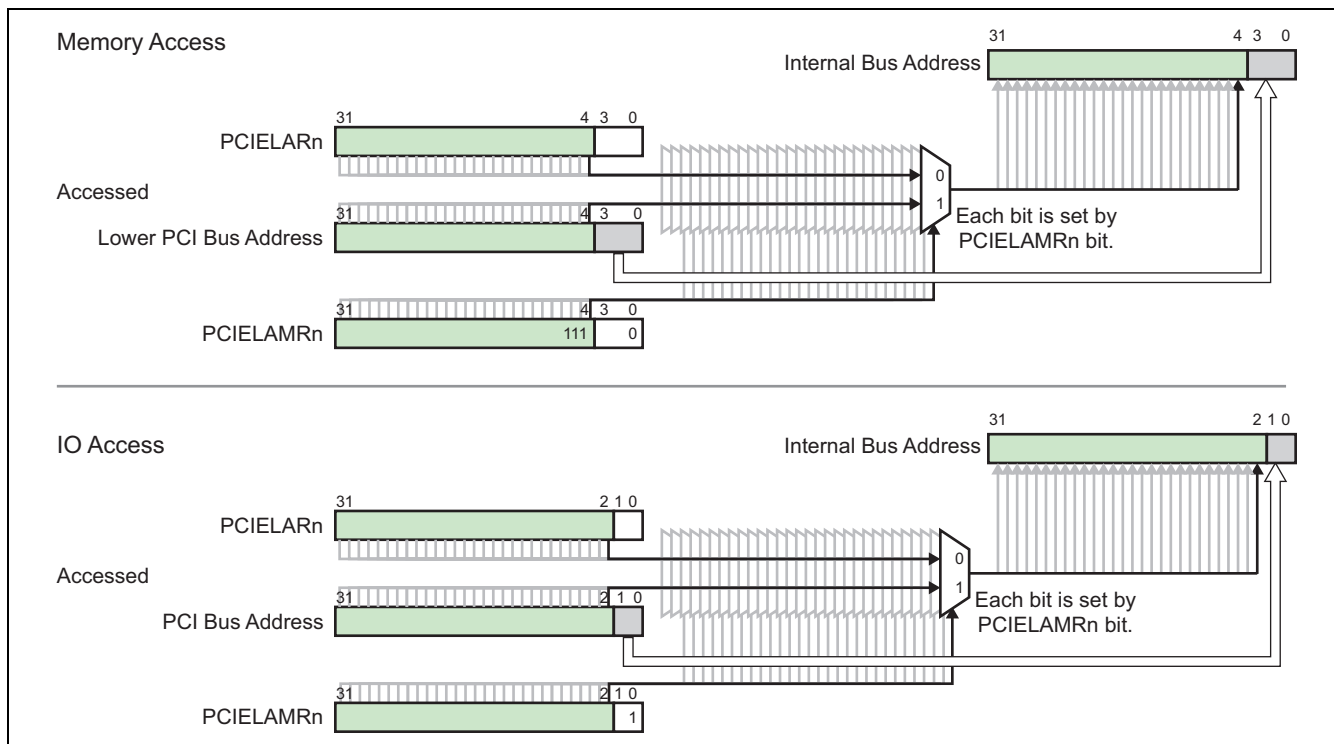 Memory Access
Internal Bus Address
31 4 3 0
PCIELARn
31 4 3 0
0
1
Each bit is set by
PCIELAMRn bit.
Accessed
Lower PCI Bus Address
31 4 3 0
PCIELAMRn
31 4 3 0
111 0
IO Access
Internal Bus Address
31 2 1 0
PCIELARn
31 2 1 0
0
1
Each bit is set by
PCIELAMRn bit.
Accessed
PCI Bus Address
31 2 1 0
PCIELAMRn
31 2 1 0
1